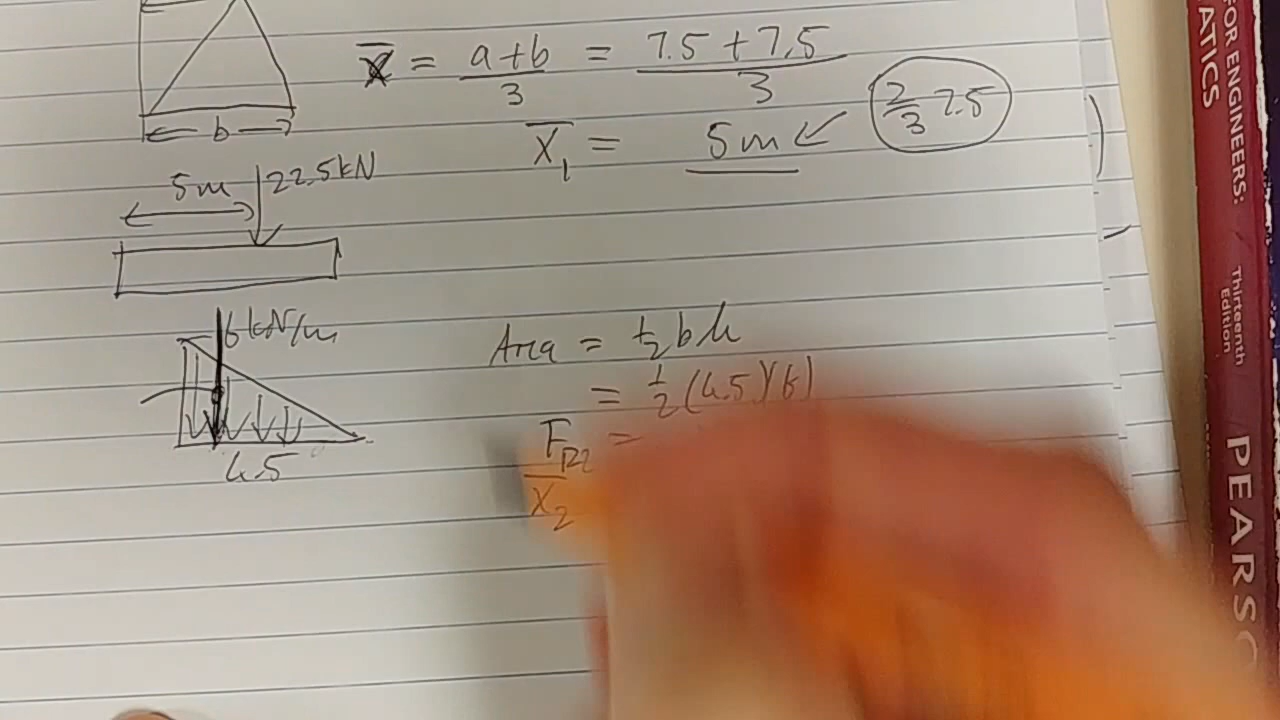 x̄ = a+b/3 = 7.5+7.5/3
b
x̄₁ = 5m ↙ 2/3 7.5
5m 22.5kN
6kN/m
4.5
Area = ½bh
= ½(4.5)(6)
F_R2 =
x̄₂
FOR ENGINEERS:
ATICS
Thirteenth
Edition
PEARSO